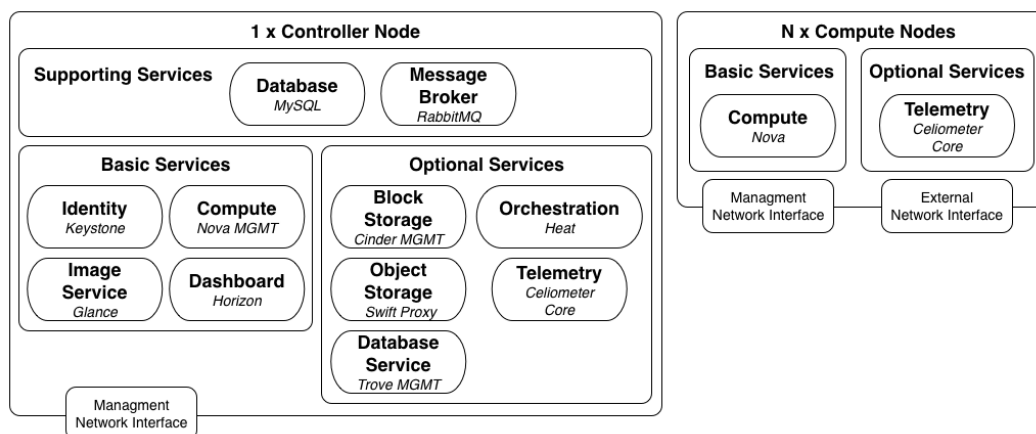 1 x Controller Node
Supporting Services
Database
MySQL
Message
Broker
RabbitMQ
Basic Services
Identity
Keystone
Compute
Nova MGMT
Image
Service
Glance
Dashboard
Horizon
Optional Services
Block
Storage
Cinder MGMT
Orchestration
Heat
Object
Storage
Swift Proxy
Telemetry
Celiometer
Core
Database
Service
Trove MGMT
Managment
Network Interface
N x Compute Nodes
Basic Services
Compute
Nova
Optional Services
Telemetry
Celiometer
Core
Managment
Network Interface
External
Network Interface